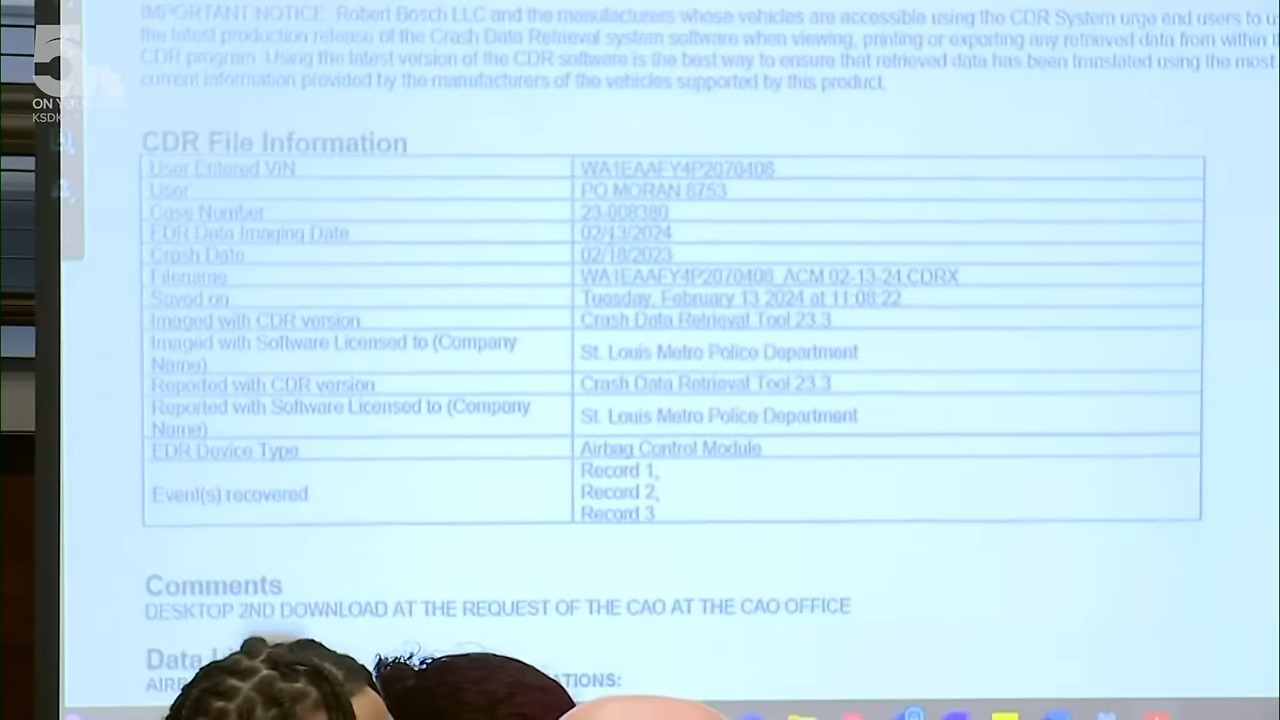 IMPORTANT NOTICE: Robert Bosch LLC and the manufacturers whose vehicles are accessible using the CDR System urge end users to
the latest production release of the Crash Data Retrieval system software when viewing, printing or exporting any retrieved data from within
CDR program. Using the latest version of the CDR software is the best way to ensure that retrieved data has been translated using the most
current information provided by the manufacturers of the vehicles supported by this product.
5
ON YOUR
KSDK
CDR File Information
User Entered VIN WA1EAAFY4P2070406
User PO MORAN 8753
Case Number 23-008380
EDR Data Imaging Date 02/13/2024
Crash Date 02/18/2023
Filename WA1EAAFY4P2070406_ACM 02-13-24.CDRX
Saved on Tuesday, February 13 2024 at 11:08:22
Imaged with CDR version Crash Data Retrieval Tool 23.3
Imaged with Software Licensed to (Company
Name) St. Louis Metro Police Department
Reported with CDR version Crash Data Retrieval Tool 23.3
Reported with Software Licensed to (Company
Name) St. Louis Metro Police Department
EDR Device Type Airbag Control Module
Event(s) recovered Record 1,
Record 2,
Record 3
Comments
DESKTOP 2ND DOWNLOAD AT THE REQUEST OF THE CAO AT THE CAO OFFICE
Data